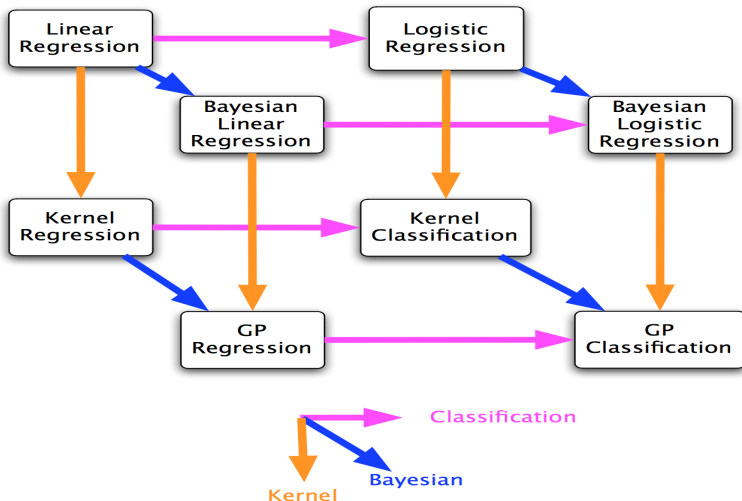 Linear
Regression
Logistic
Regression
Bayesian
Linear
Regression
Bayesian
Logistic
Regression
Kernel
Regression
Kernel
Classification
GP
Regression
GP
Classification
Classification
Bayesian
Kernel